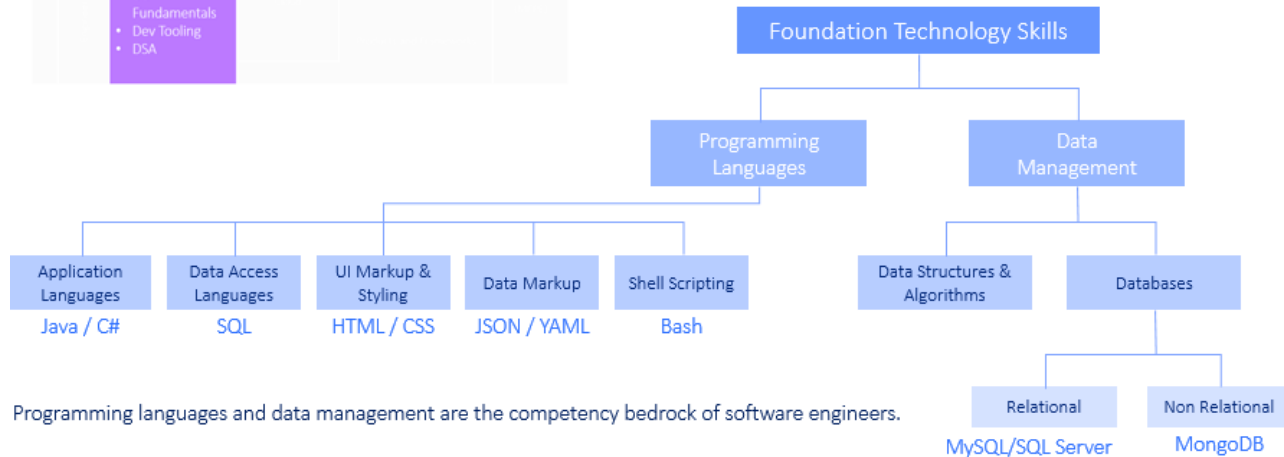 Fundamentals
• Dev Tooling
• DSA
Foundation Technology Skills
Programming
Languages
Data
Management
Application
Languages
Java / C#
Data Access
Languages
SQL
UI Markup &
Styling
HTML / CSS
Data Markup
JSON / YAML
Shell Scripting
Bash
Data Structures &
Algorithms
Databases
Relational
MySQL/SQL Server
Non Relational
MongoDB
Programming languages and data management are the competency bedrock of software engineers.